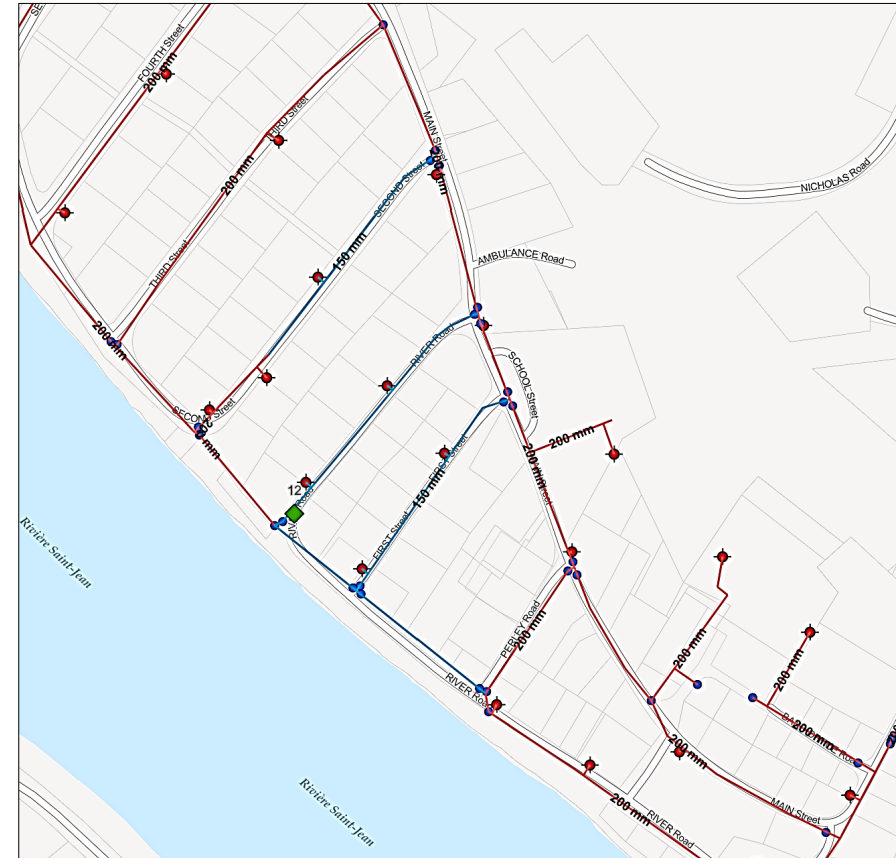 FOURTH Street
200 mm
THIRD Street
200 mm
THIRD Street
MAIN Street
SECOND Street
150 mm
NICHOLAS Road
AMBULANCE Road
200 mm
RIVER Road
SCHOOL Street
SECOND Street
mm
200 mm
FIRST Street
150 mm
200 mm
12
FIRST Street
PERLEY Road
200 mm
200 mm
200 mm
RIVER Road
200 mm
200 mm
MAIN Street
200 mm
RIVER Road
Rivière Saint-Jean
Rivière Saint-Jean